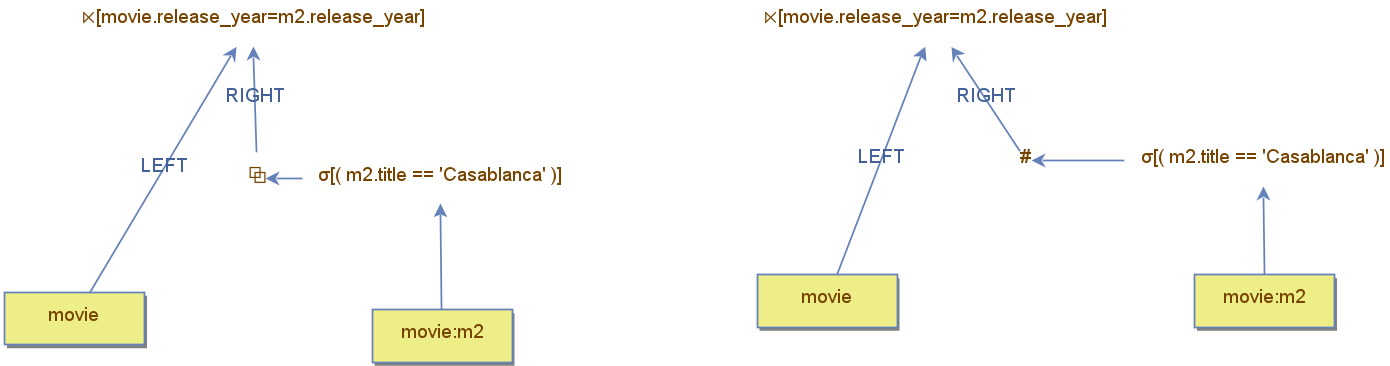 ⋉[movie.release_year=m2.release_year]
RIGHT
LEFT
σ[( m2.title == 'Casablanca' )]
movie
movie:m2
⋉[movie.release_year=m2.release_year]
RIGHT
LEFT
#
σ[( m2.title == 'Casablanca' )]
movie
movie:m2